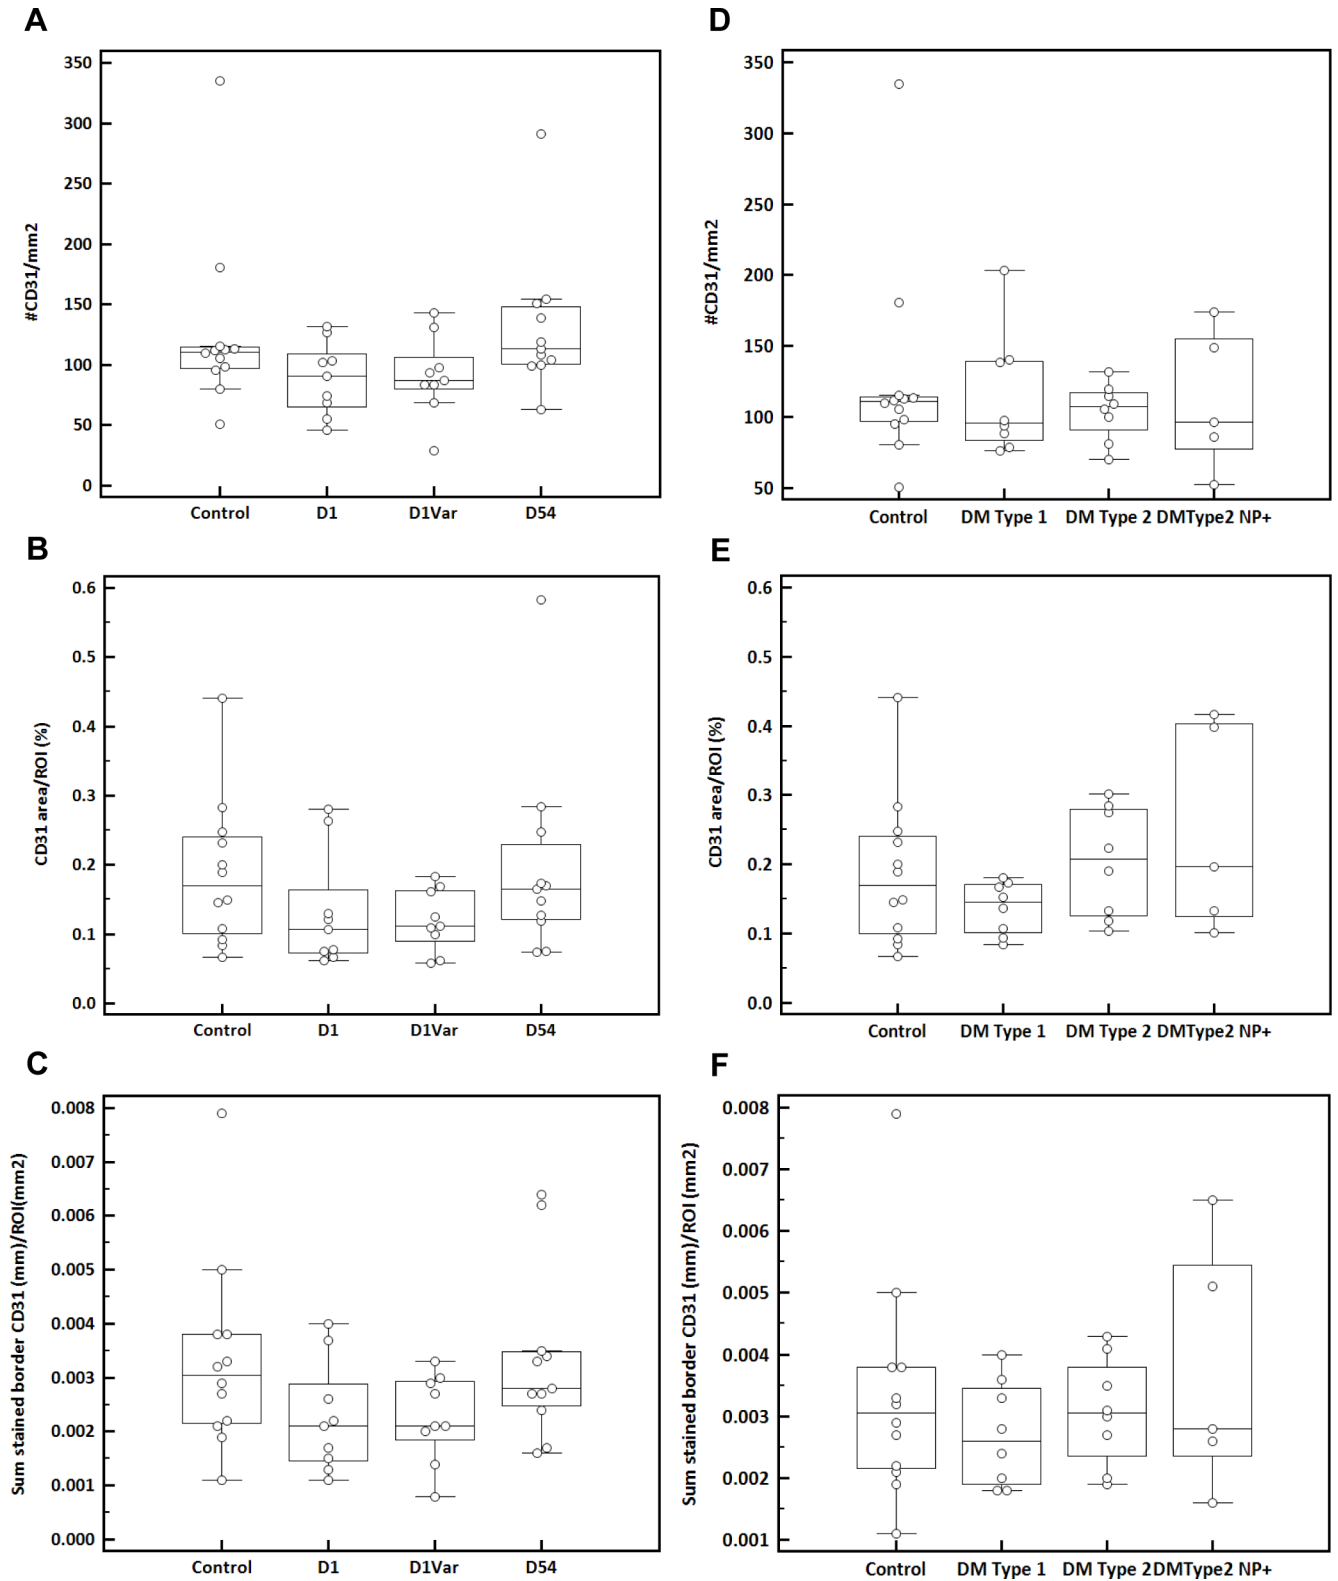 A
#CD31/mm2
350
300
250
200
150
100
50
0
Control D1 D1Var D54
B
CD31 area/ROI (%)
0.6
0.5
0.4
0.3
0.2
0.1
0.0
Control D1 D1Var D54
C
Sum stained border CD31 (mm)/ROI(mm2)
0.008
0.007
0.006
0.005
0.004
0.003
0.002
0.001
0.000
Control D1 D1Var D54
D
#CD31/mm2
350
300
250
200
150
100
50
Control DM Type 1 DM Type 2 DMType2 NP+
E
CD31 area/ROI (%)
0.6
0.5
0.4
0.3
0.2
0.1
0.0
Control DM Type 1 DM Type 2 DMType2 NP+
F
Sum stained border CD31 (mm)/ROI (mm2)
0.008
0.007
0.006
0.005
0.004
0.003
0.002
0.001
Control DM Type 1 DM Type 2 DMType2 NP+